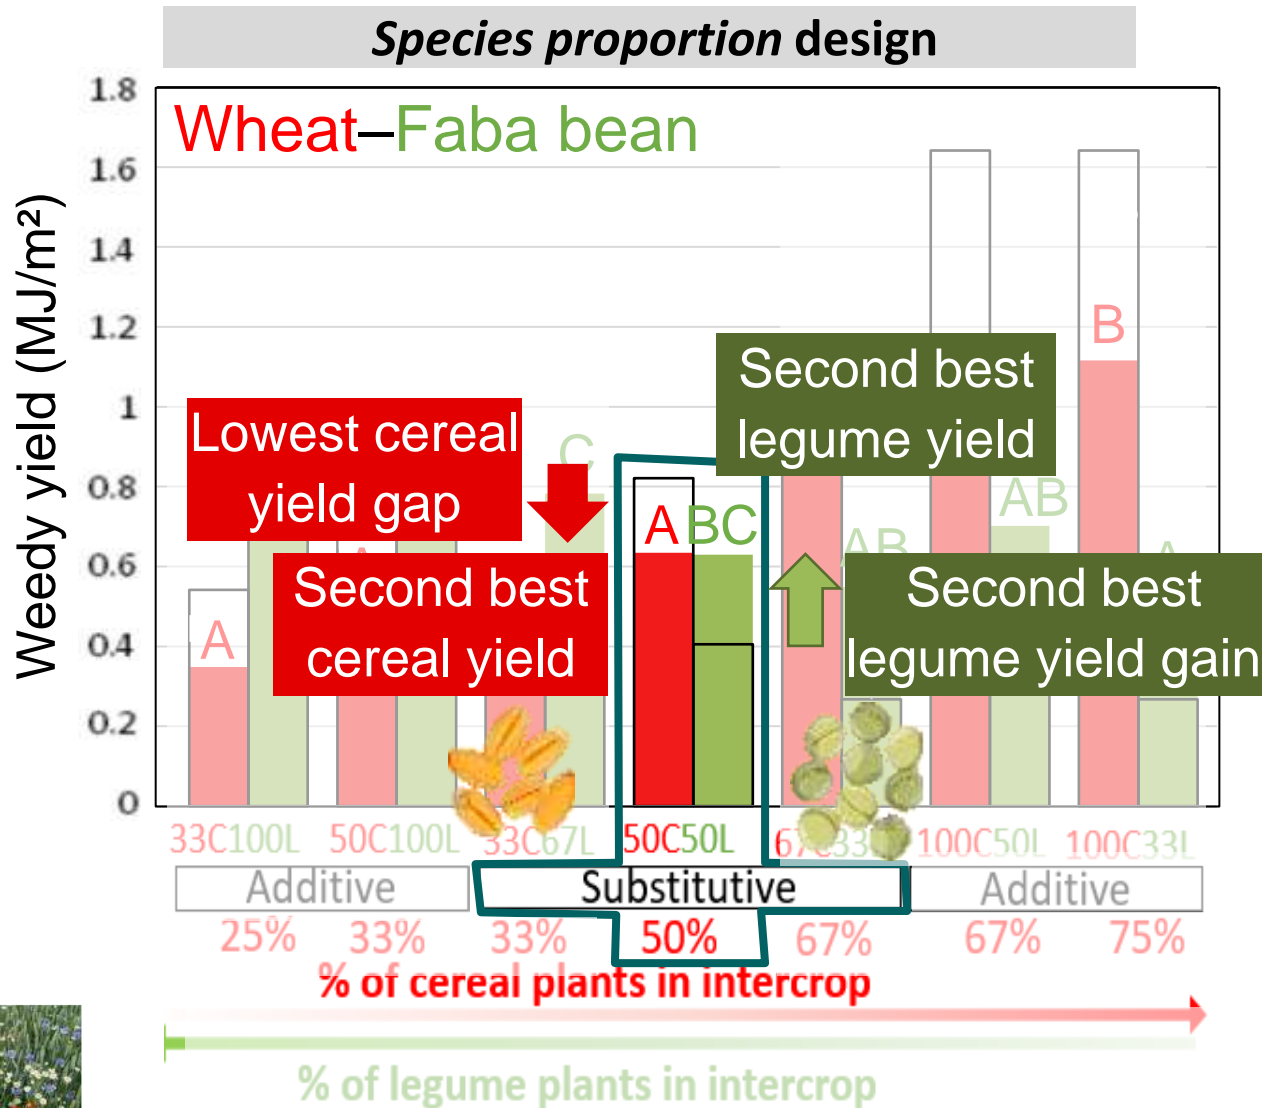 Species proportion design
Wheat–Faba bean
Weedy yield (MJ/m²)
1.8
1.6
1.4
1.2
1
0.8
0.6
0.4
0.2
0
Lowest cereal
yield gap
Second best
cereal yield
Second best
legume yield
Second best
legume yield gain
A
C
A
BC
AB
AB
B
33C100L
50C100L
33C67L
50C50L
100C50L
100C33L
Additive
Substitutive
Additive
25%
33%
33%
50%
67%
67%
75%
% of cereal plants in intercrop
% of legume plants in intercrop